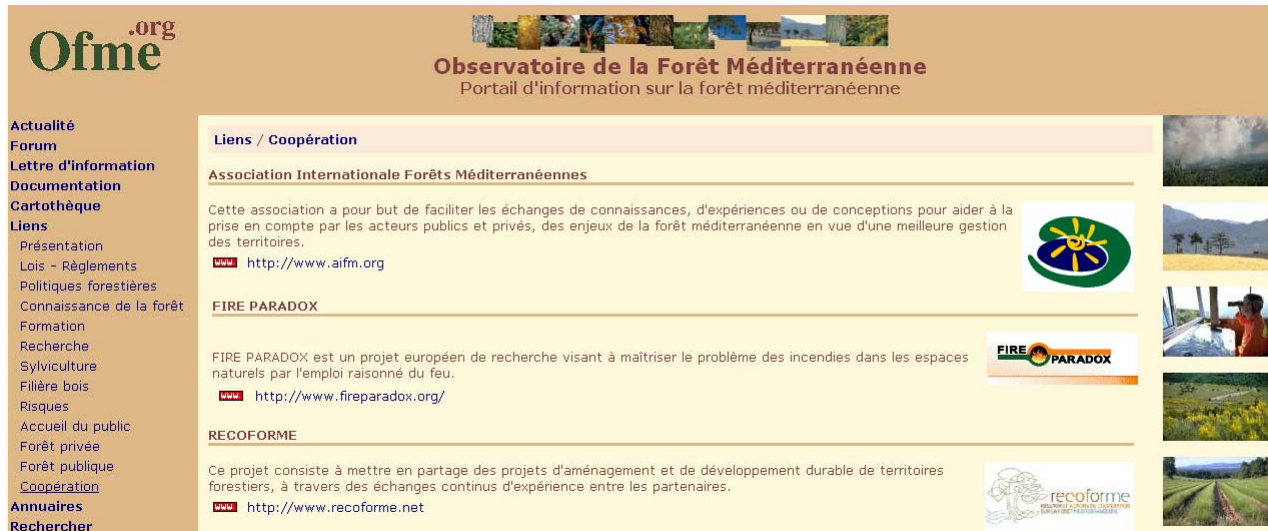 Ofme.org
Observatoire de la Forêt Méditerranéenne
Portail d'information sur la forêt méditerranéenne
Actualité
Forum
Lettre d'information
Documentation
Cartothèque
Liens
Présentation
Lois - Règlements
Politiques forestières
Connaissance de la forêt
Formation
Recherche
Sylviculture
Filière bois
Risques
Accueil du public
Forêt privée
Forêt publique
Coopération
Annuaires
Rechercher
Liens / Coopération
Association Internationale Forêts Méditerranéennes
Cette association a pour but de faciliter les échanges de connaissances, d'expériences ou de conceptions pour aider à la
prise en compte par les acteurs publics et privés, des enjeux de la forêt méditerranéenne en vue d'une meilleure gestion
des territoires.
www. http://www.aifm.org
FIRE PARADOX
FIRE PARADOX est un projet européen de recherche visant à maîtriser le problème des incendies dans les espaces
naturels par l'emploi raisonné du feu.
www. http://www.fireparadox.org/
FIRE PARADOX
RECOFORME
Ce projet consiste à mettre en partage des projets d'aménagement et de développement durable de territoires
forestiers, à travers des échanges continus d'expérience entre les partenaires.
www. http://www.recoforme.net
recoforme